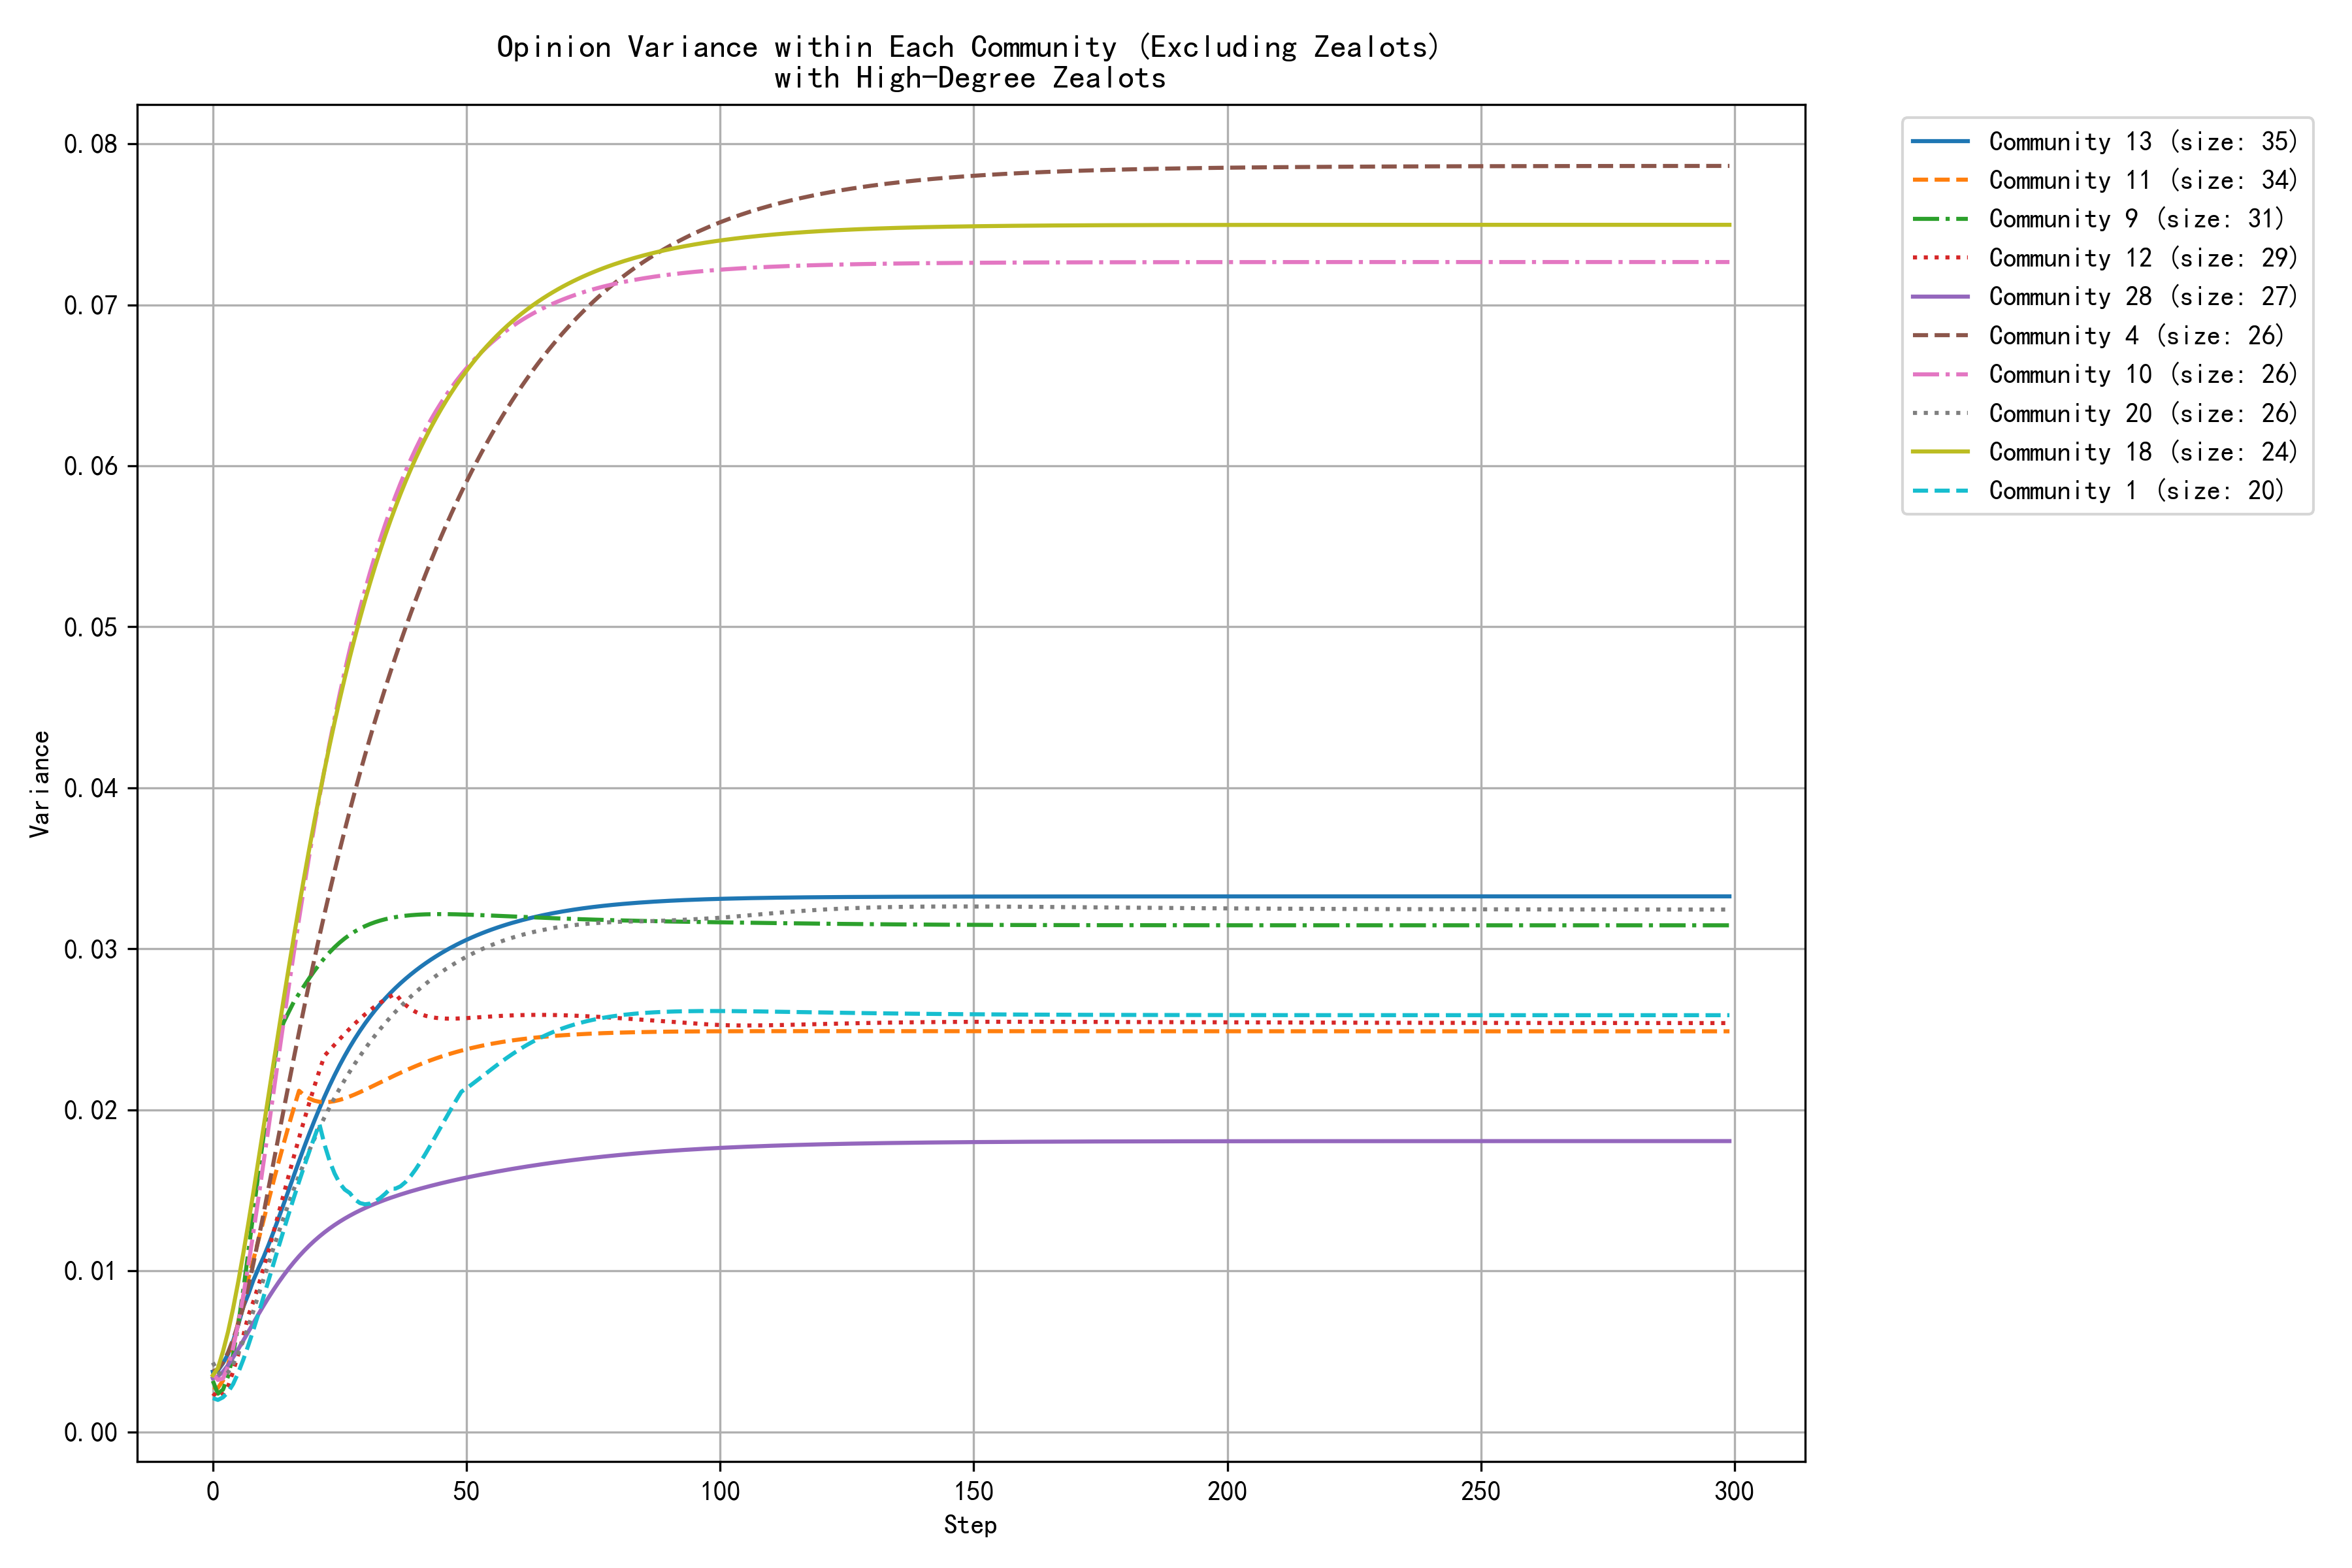 Opinion Variance within Each Community (Excluding Zealots)
with High-Degree Zealots
Variance
0.08
0.07
0.06
0.05
0.04
0.03
0.02
0.01
0.00
0 50 100 150 200 250 300
Step
Community 13 (size: 35)
Community 11 (size: 34)
Community 9 (size: 31)
Community 12 (size: 29)
Community 28 (size: 27)
Community 4 (size: 26)
Community 10 (size: 26)
Community 20 (size: 26)
Community 18 (size: 24)
Community 1 (size: 20)